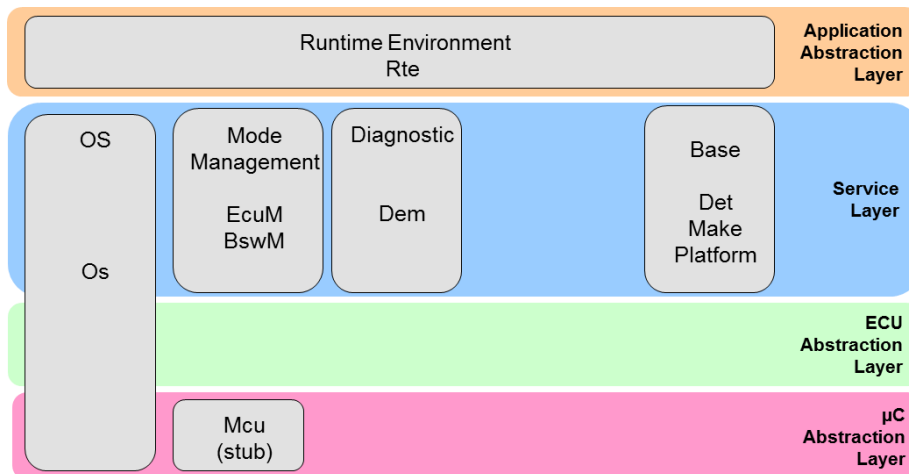 Runtime Environment
Rte
Application
Abstraction
Layer
OS
Os
Mode
Management
EcuM
BswM
Diagnostic
Dem
Base
Det
Make
Platform
Service
Layer
ECU
Abstraction
Layer
Mcu
(stub)
µC
Abstraction
Layer